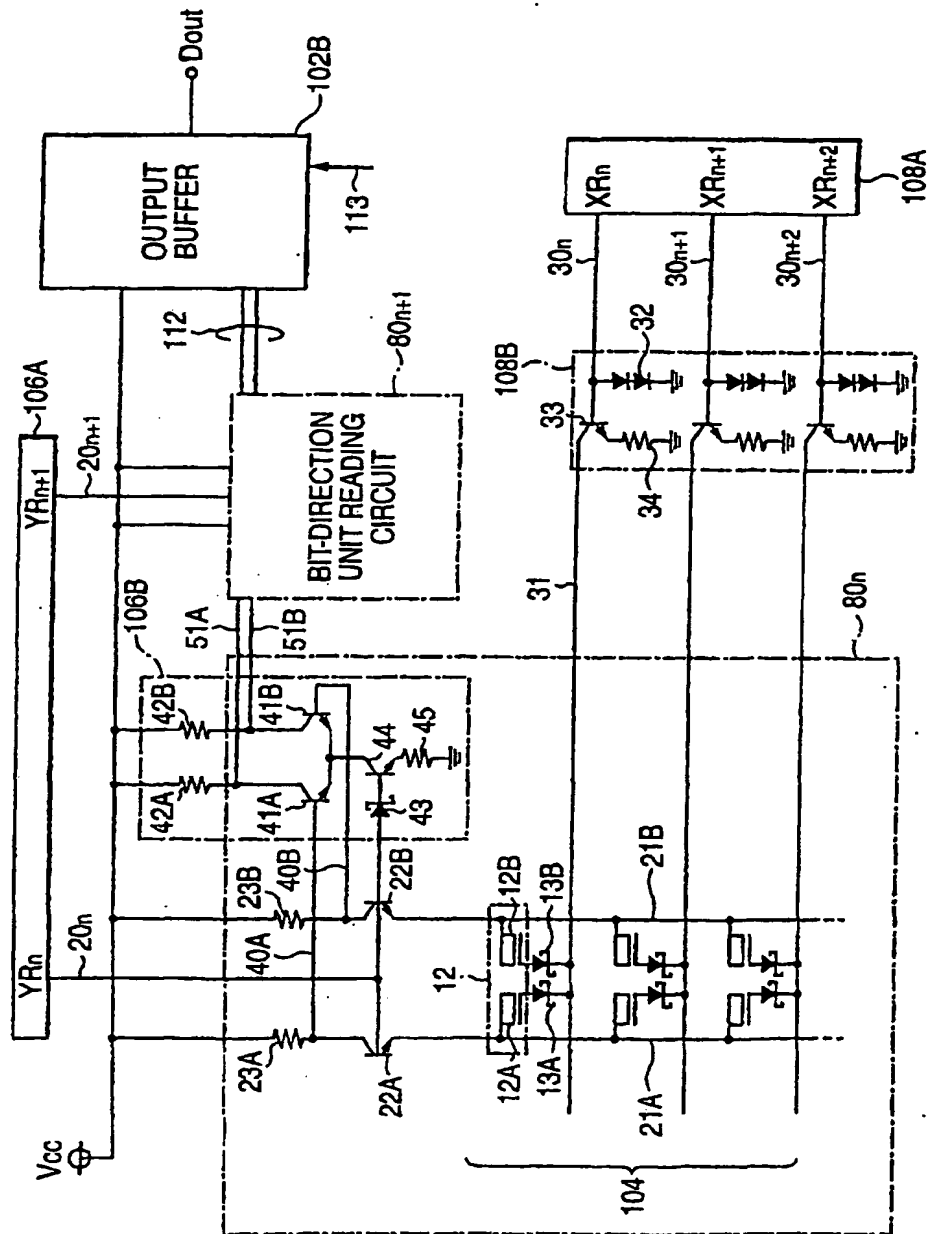 106A
YRn
YRn+1
20n
20n+1
Vcc
OUTPUT
BUFFER
102B
Dout
113
112
80n+1
BIT-DIRECTION
UNIT READING
CIRCUIT
51A
51B
106B
42A
42B
41A
41B
44
45
43
23A
23B
40A
40B
22A
22B
12
12A
12B
13A
13B
21A
21B
104
80n
31
108B
33
32
34
30n
30n+1
30n+2
XRn
XRn+1
XRn+2
108A